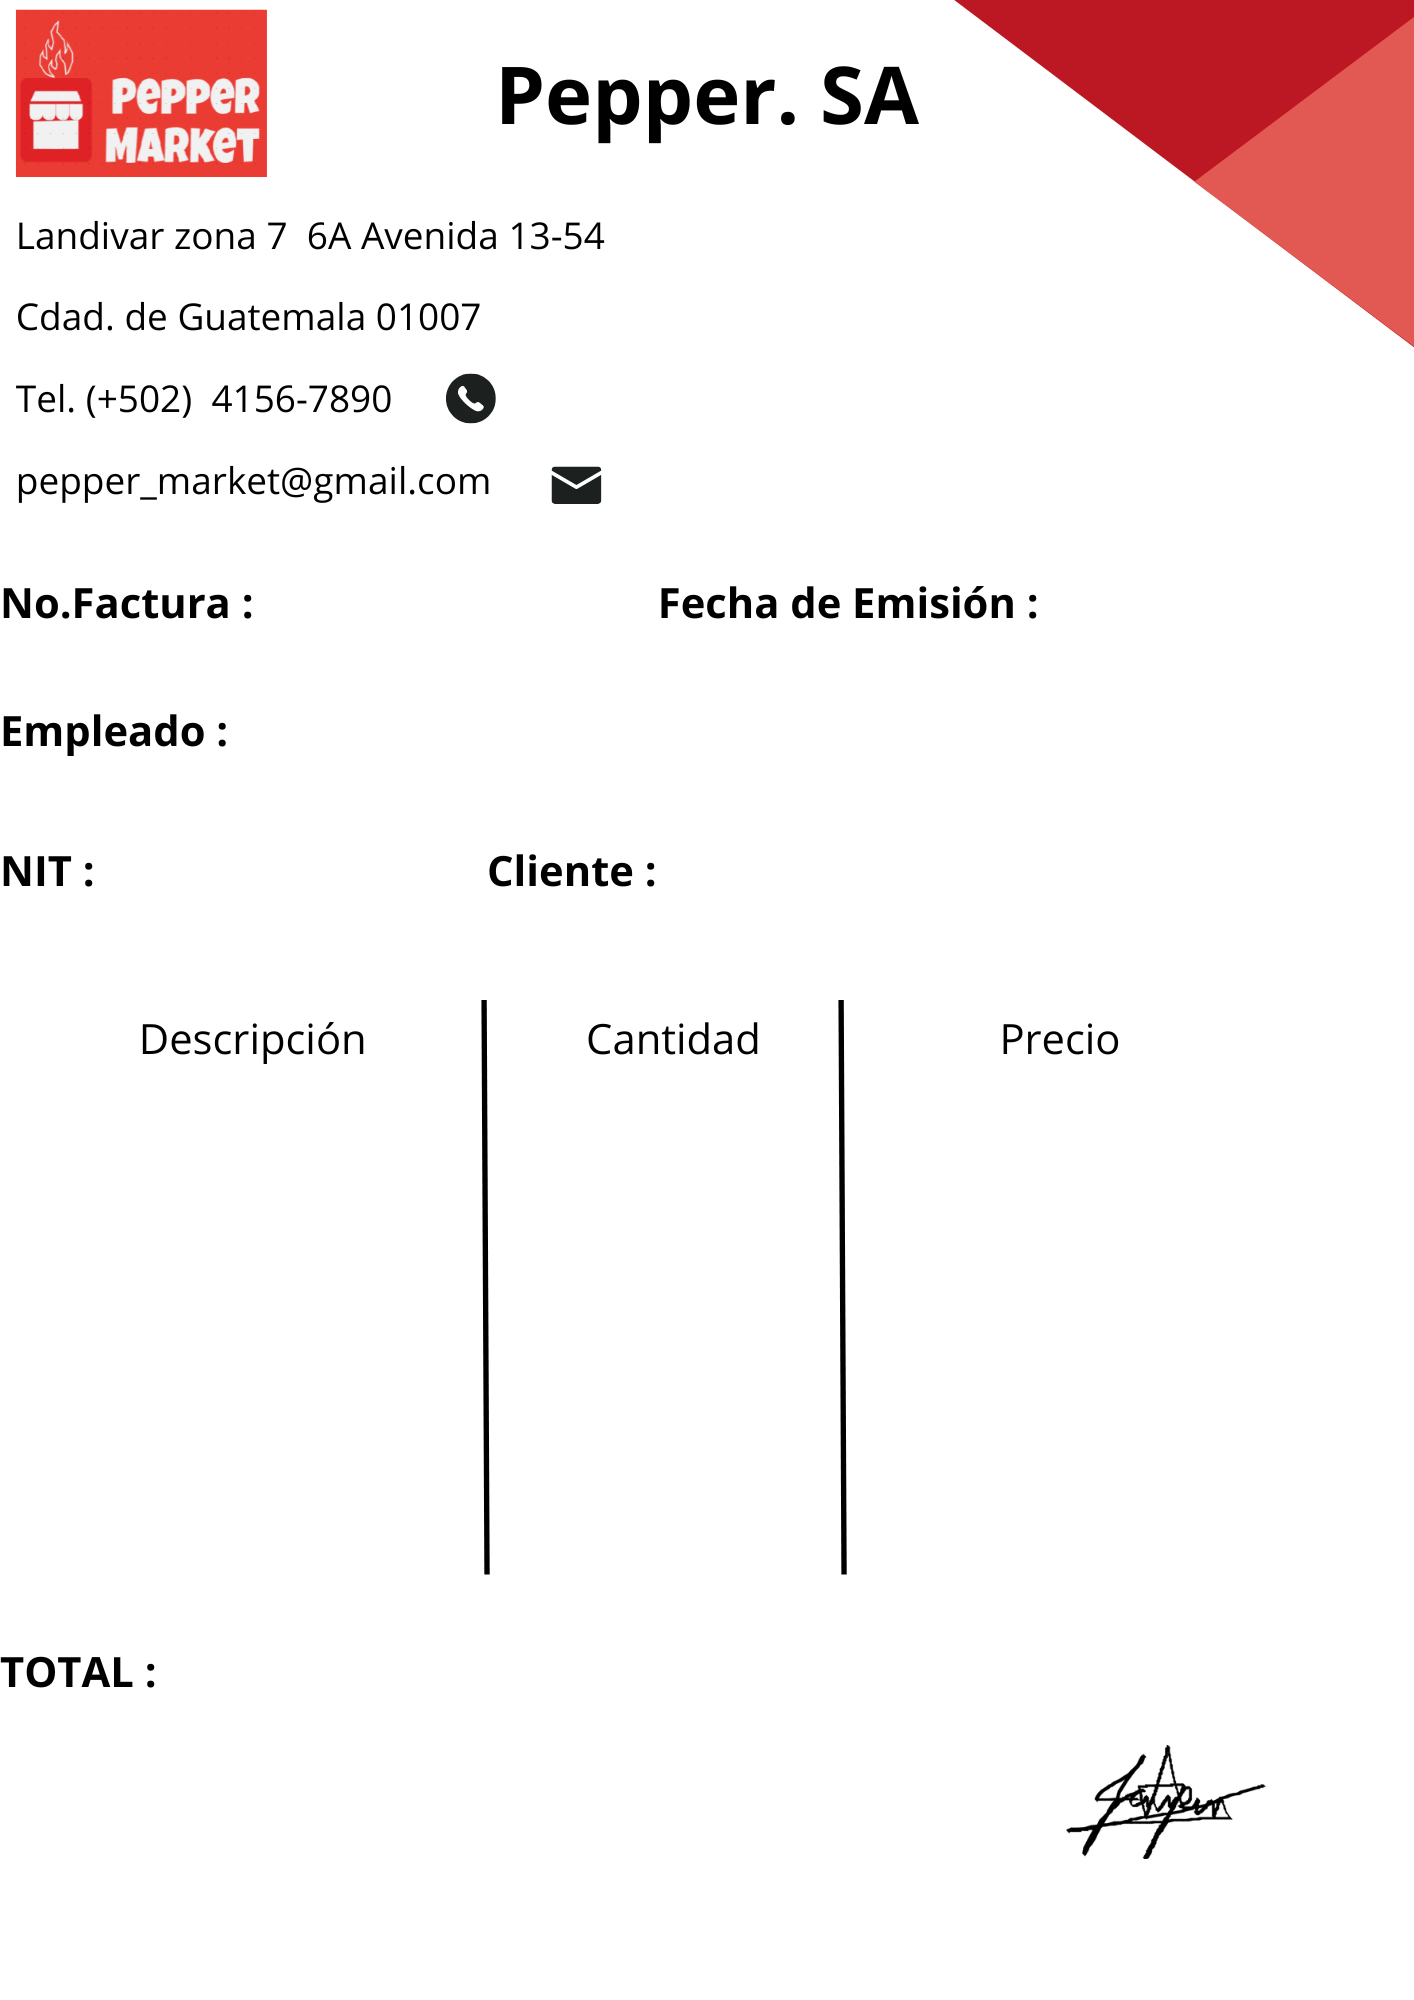 PEPPER
MARKET
Pepper. SA
Landivar zona 7  6A Avenida 13-54
Cdad. de Guatemala 01007
Tel. (+502)  4156-7890
pepper_market@gmail.com
No.Factura : Fecha de Emisión :
Empleado :
NIT : Cliente :
Descripción Cantidad Precio
TOTAL :